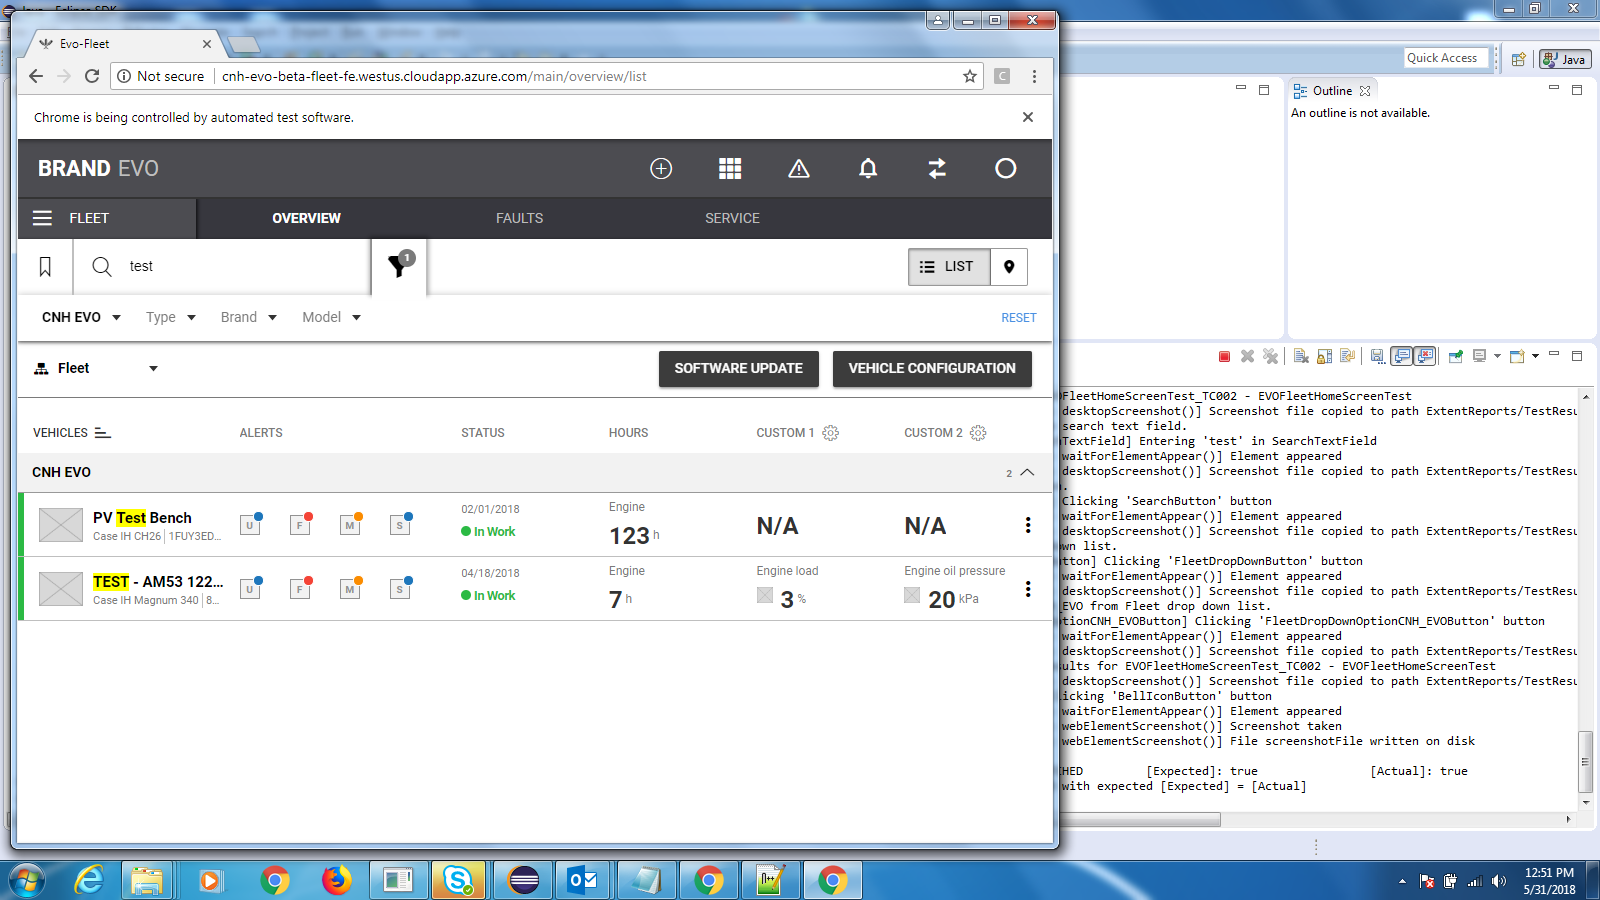 Evo-Fleet
Not secure
cnh-evo-beta-fleet-fe.westus.cloudapp.azure.com/main/overview/list
C
Chrome is being controlled by automated test software.
BRAND EVO
FLEET
OVERVIEW
FAULTS
SERVICE
test
1
LIST
CNH EVO
Type
Brand
Model
RESET
Fleet
SOFTWARE UPDATE
VEHICLE CONFIGURATION
VEHICLES
ALERTS
STATUS
HOURS
CUSTOM 1
CUSTOM 2
CNH EVO
2
PV Test Bench
Case IH CH26 | 1FUY3ED...
U
F
M
S
02/01/2018
In Work
Engine
123 h
N/A
N/A
TEST - AM53 122...
Case IH Magnum 340 | 8...
U
F
M
S
04/18/2018
In Work
Engine
7 h
Engine load
3 %
Engine oil pressure
20 kPa
Quick Access
Java
Outline
An outline is not available.
FleetHomeScreenTest_TC002 - EVOFleetHomeScreenTest
desktopScreenshot()] Screenshot file copied to path ExtentReports/TestResu
search text field.
TextField] Entering 'test' in SearchTextField
waitForElementAppear()] Element appeared
desktopScreenshot()] Screenshot file copied to path ExtentReports/TestResu
Clicking 'SearchButton' button
waitForElementAppear()] Element appeared
desktopScreenshot()] Screenshot file copied to path ExtentReports/TestResu
wn list.
tton] Clicking 'FleetDropDownButton' button
waitForElementAppear()] Element appeared
desktopScreenshot()] Screenshot file copied to path ExtentReports/TestResu
_EVO from Fleet drop down list.
tionCNH_EVOButton] Clicking 'FleetDropDownOptionCNH_EVOButton' button
waitForElementAppear()] Element appeared
desktopScreenshot()] Screenshot file copied to path ExtentReports/TestResu
sults for EVOFleetHomeScreenTest_TC002 - EVOFleetHomeScreenTest
desktopScreenshot()] Screenshot file copied to path ExtentReports/TestResu
icking 'BellIconButton' button
waitForElementAppear()] Element appeared
webElementScreenshot()] Screenshot taken
webElementScreenshot()] File screenshotFile written on disk
CHED [Expected]: true [Actual]: true
with expected [Expected] = [Actual]
12:51 PM
5/31/2018